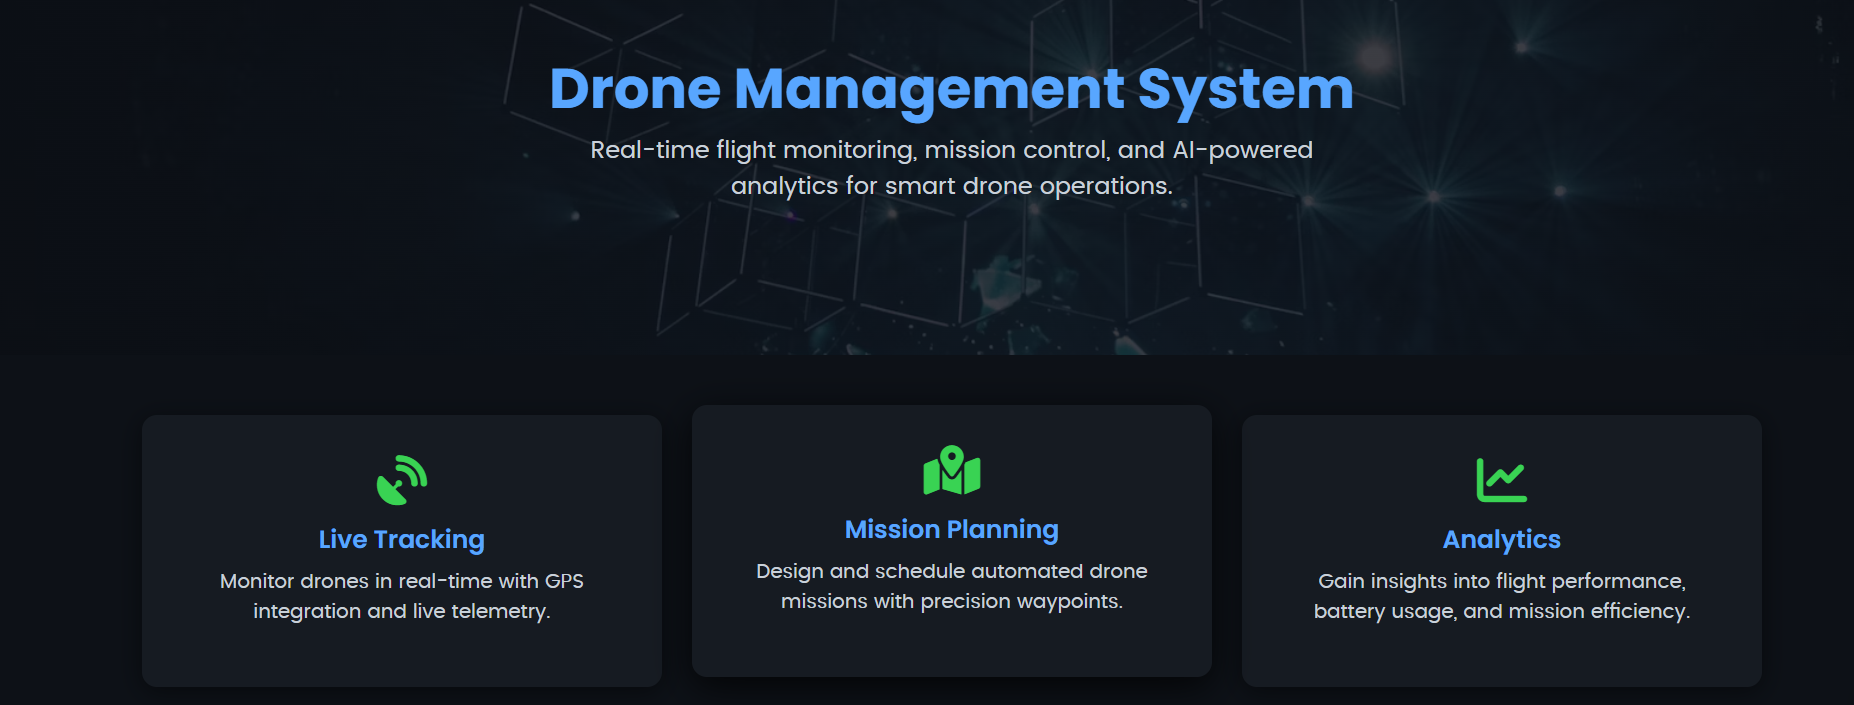 Drone Management System
Real-time flight monitoring, mission control, and AI-powered
analytics for smart drone operations.
Live Tracking
Monitor drones in real-time with GPS
integration and live telemetry.
Mission Planning
Design and schedule automated drone
missions with precision waypoints.
Analytics
Gain insights into flight performance,
battery usage, and mission efficiency.